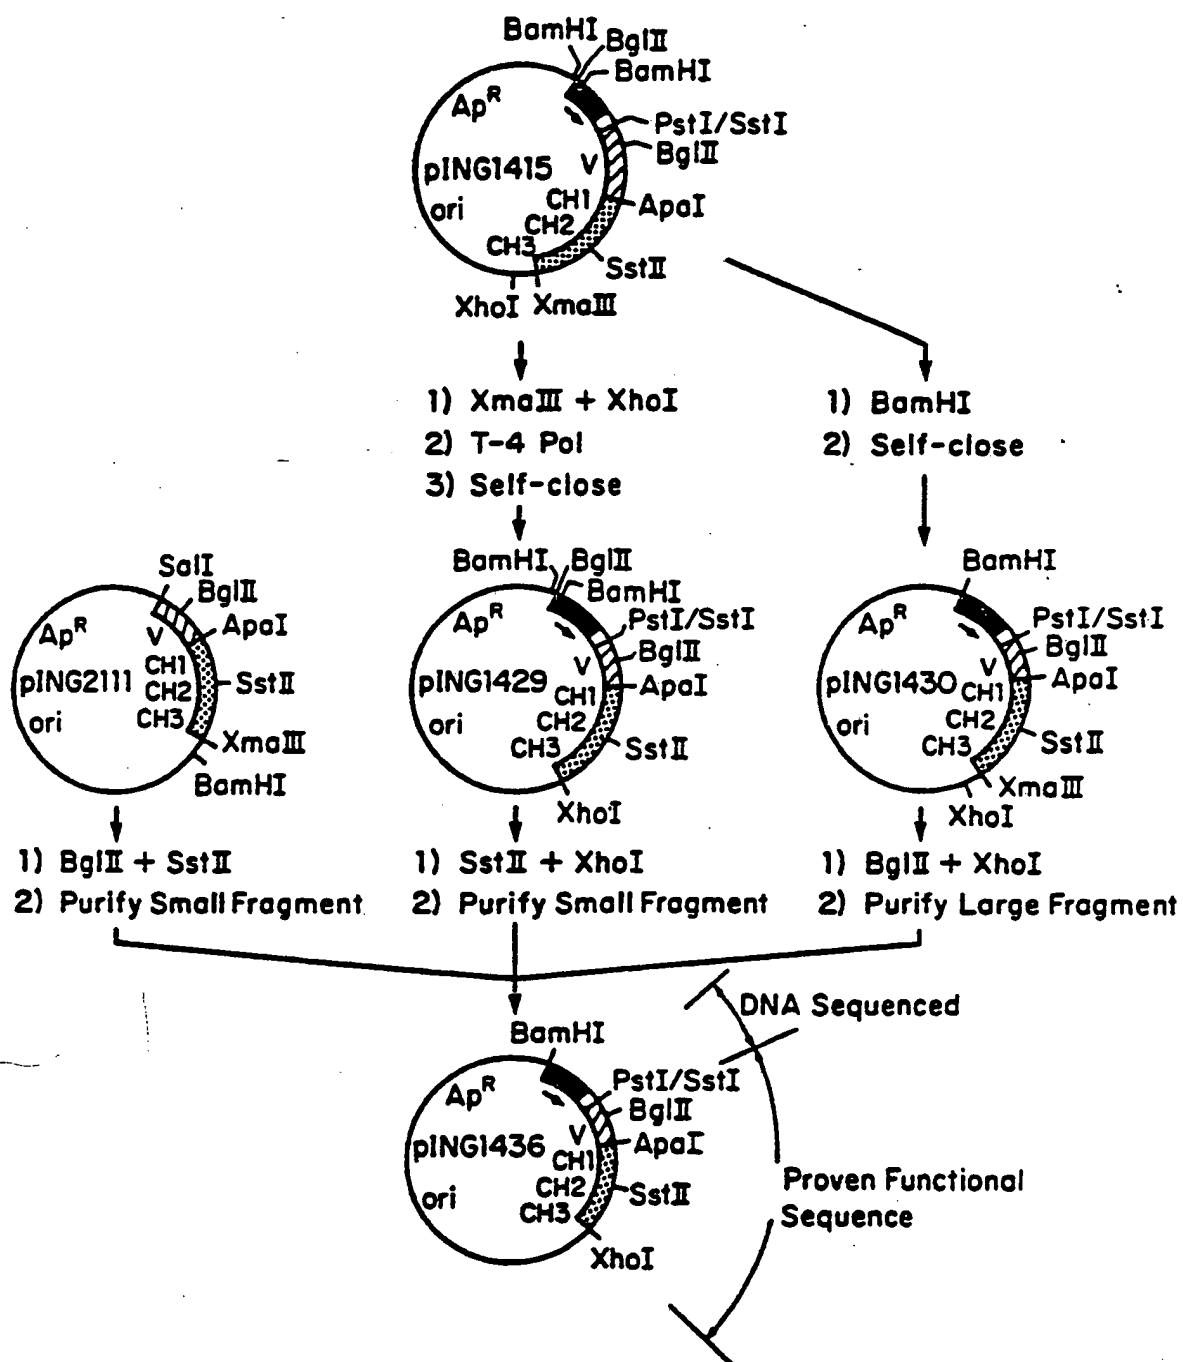 BamHI
BglII
BamHI
ApR
PstI/SstI
BglII
pING1415
V
CH1
ApaI
ori
CH2
CH3
SstII
XhoI XmaIII
1) XmaIII + XhoI
2) T-4 Pol
3) Self-close
1) BamHI
2) Self-close
SalI
BglII
ApaI
ApR
V
CH1
pING2111
CH2
SstII
ori
CH3
XmaIII
BamHI
BamHI
BglII
BamHI
ApR
PstI/SstI
BglII
V
pING1429
CH1
ApaI
CH2
ori
CH3
SstII
XhoI
BamHI
ApR
PstI/SstI
BglII
V
pING1430
CH1
ApaI
CH2
ori
CH3
SstII
XmaIII
XhoI
1) BglII + SstII
2) Purify Small Fragment
1) SstII + XhoI
2) Purify Small Fragment
1) BglII + XhoI
2) Purify Large Fragment
DNA Sequenced
BamHI
ApR
PstI/SstI
BglII
V
pING1436
ApaI
CH1
CH2
ori
SstII
CH3
XhoI
Proven Functional
Sequence